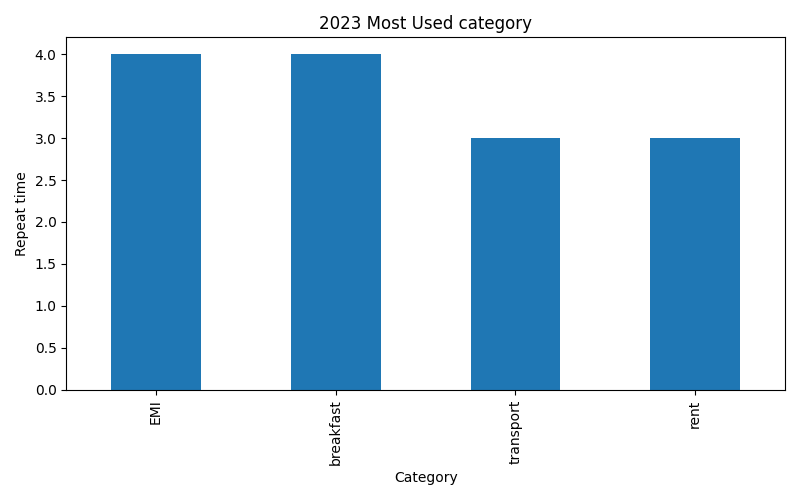 2023 Most Used category
4.0
3.5
3.0
2.5
2.0
1.5
1.0
0.5
0.0
Repeat time
EMI
breakfast
transport
rent
Category